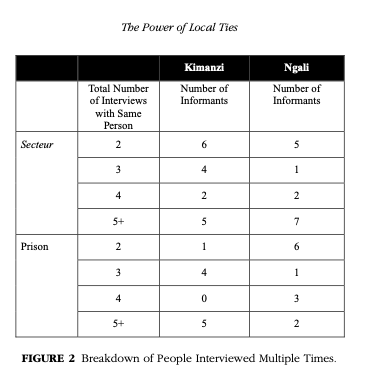 The Power of Local Ties
Kimanzi Ngali
Total Number of Interviews with Same Person Number of Informants Number of Informants
Secteur 2 6 5
3 4 1
4 2 2
5+ 5 7
Prison 2 1 6
3 4 1
4 0 3
5+ 5 2
FIGURE 2 Breakdown of People Interviewed Multiple Times.